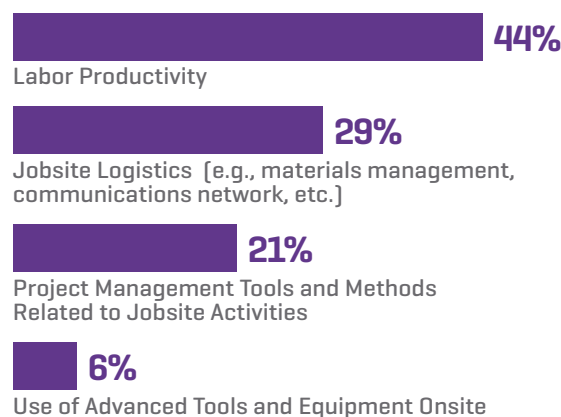 44%
Labor Productivity
29%
Jobsite Logistics (e.g., materials management,
communications network, etc.)
21%
Project Management Tools and Methods
Related to Jobsite Activities
6%
Use of Advanced Tools and Equipment Onsite